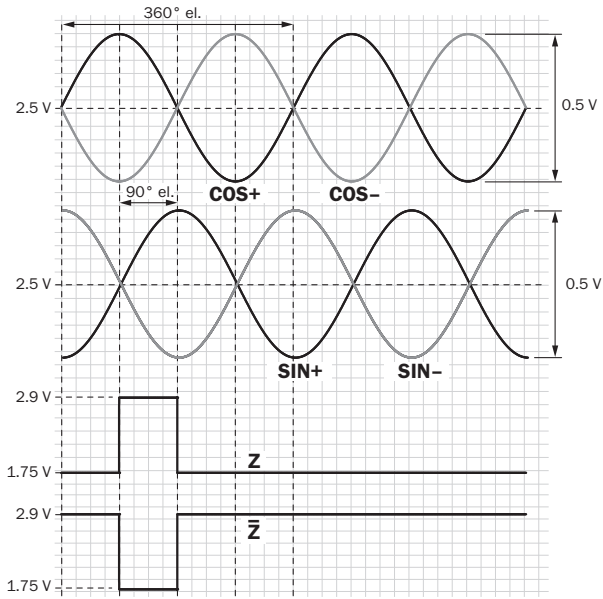 360° el.
2.5 V
0.5 V
COS+ COS–
90° el.
2.5 V
0.5 V
SIN+ SIN–
2.9 V
Z
1.75 V
2.9 V
Z̄
1.75 V